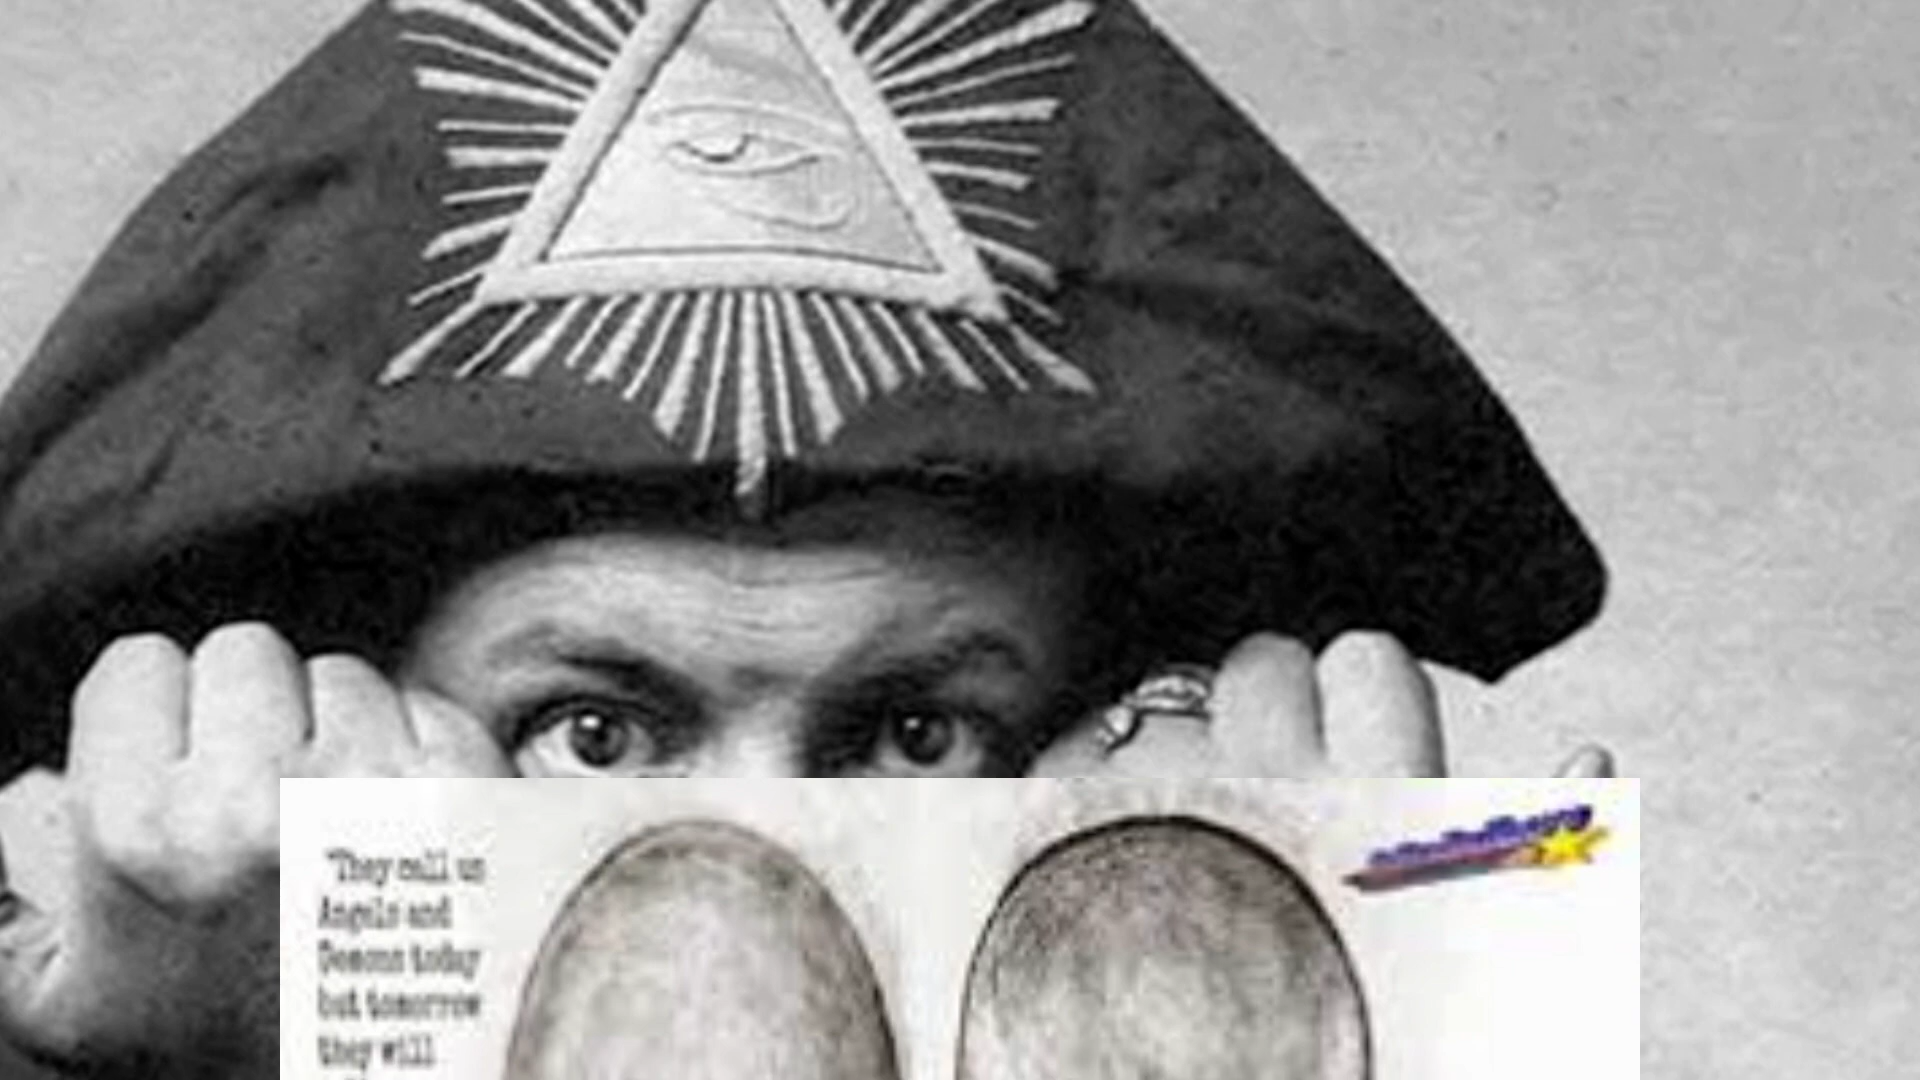 "They call us
Angels and
Demons today
but tomorrow
they will